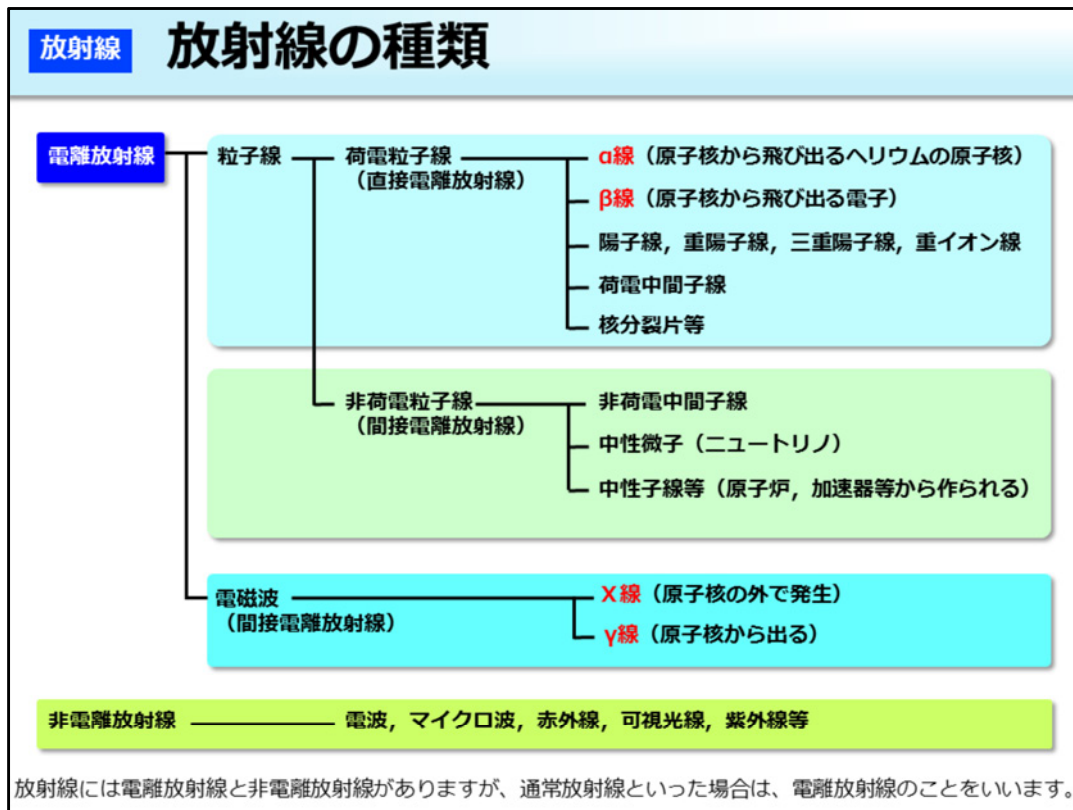 放射線
放射線の種類
電離放射線
粒子線
荷電粒子線
（直接電離放射線）
α線（原子核から飛び出るヘリウムの原子核）
β線（原子核から飛び出る電子）
陽子線，重陽子線，三重陽子線，重イオン線
荷電中間子線
核分裂片等
非荷電粒子線
（間接電離放射線）
非荷電中間子線
中性微子（ニュートリノ）
中性子線等（原子炉，加速器等から作られる）
電磁波
（間接電離放射線）
X線（原子核の外で発生）
γ線（原子核から出る）
非電離放射線
電波，マイクロ波，赤外線，可視光線，紫外線等
放射線には電離放射線と非電離放射線がありますが、通常放射線といった場合は、電離放射線のことをいいます。